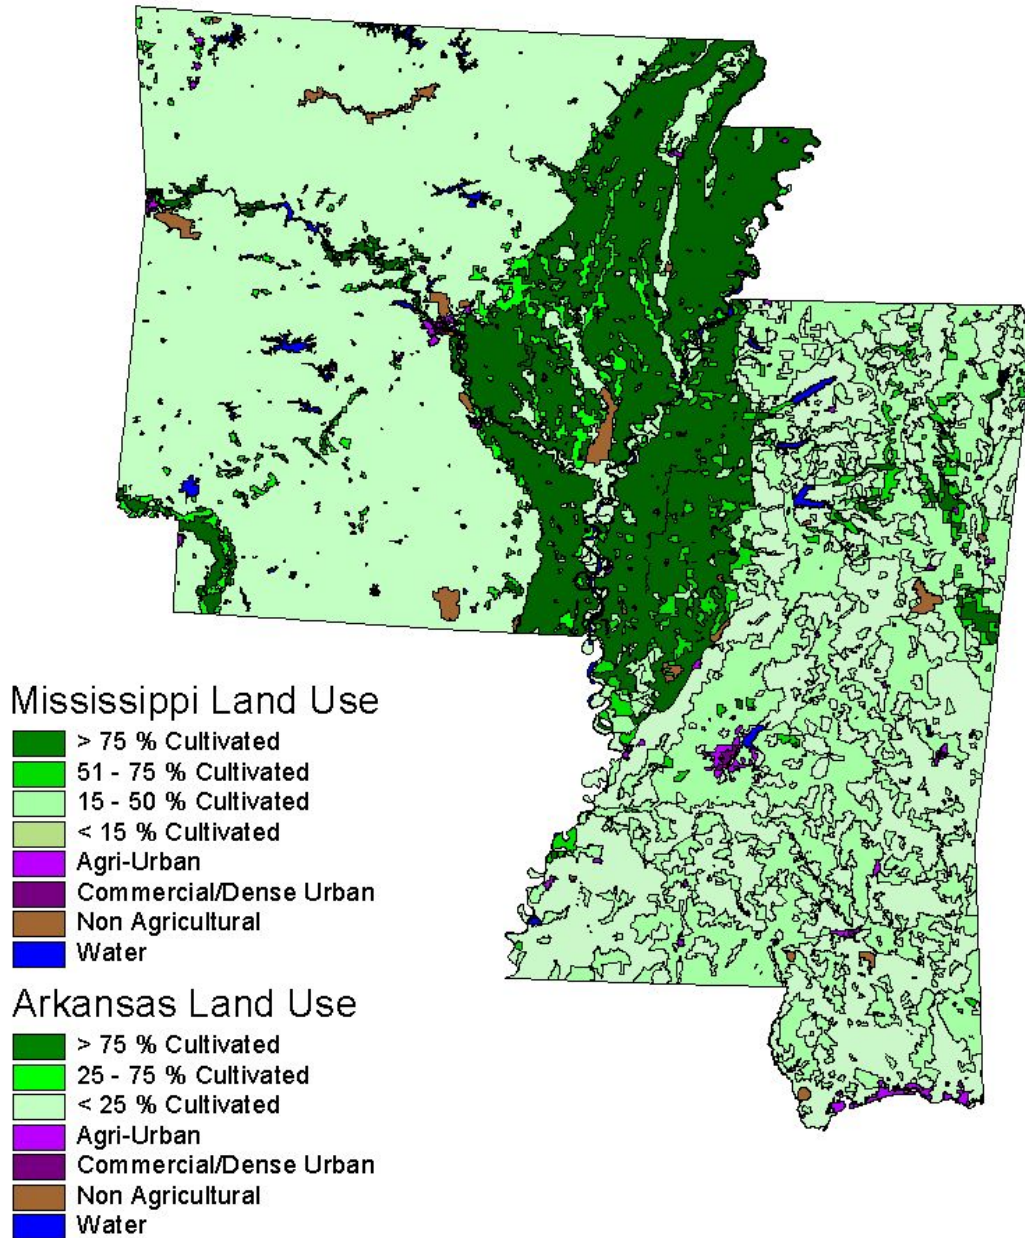 Mississippi Land Use
> 75 % Cultivated
51 - 75 % Cultivated
15 - 50 % Cultivated
< 15 % Cultivated
Agri-Urban
Commercial/Dense Urban
Non Agricultural
Water
Arkansas Land Use
> 75 % Cultivated
25 - 75 % Cultivated
< 25 % Cultivated
Agri-Urban
Commercial/Dense Urban
Non Agricultural
Water